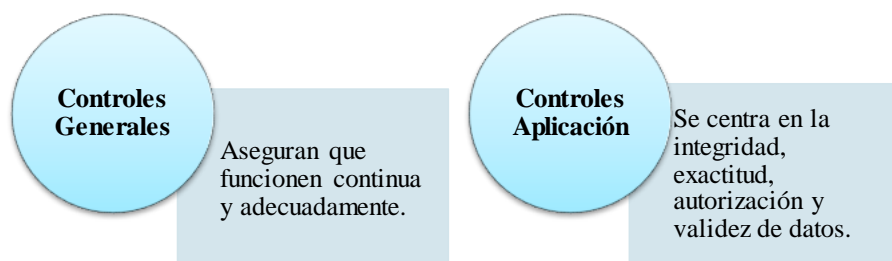 Controles
Generales
Aseguran que
funcionen continua
y adecuadamente.
Controles
Aplicación
Se centra en la
integridad,
exactitud,
autorización y
validez de datos.